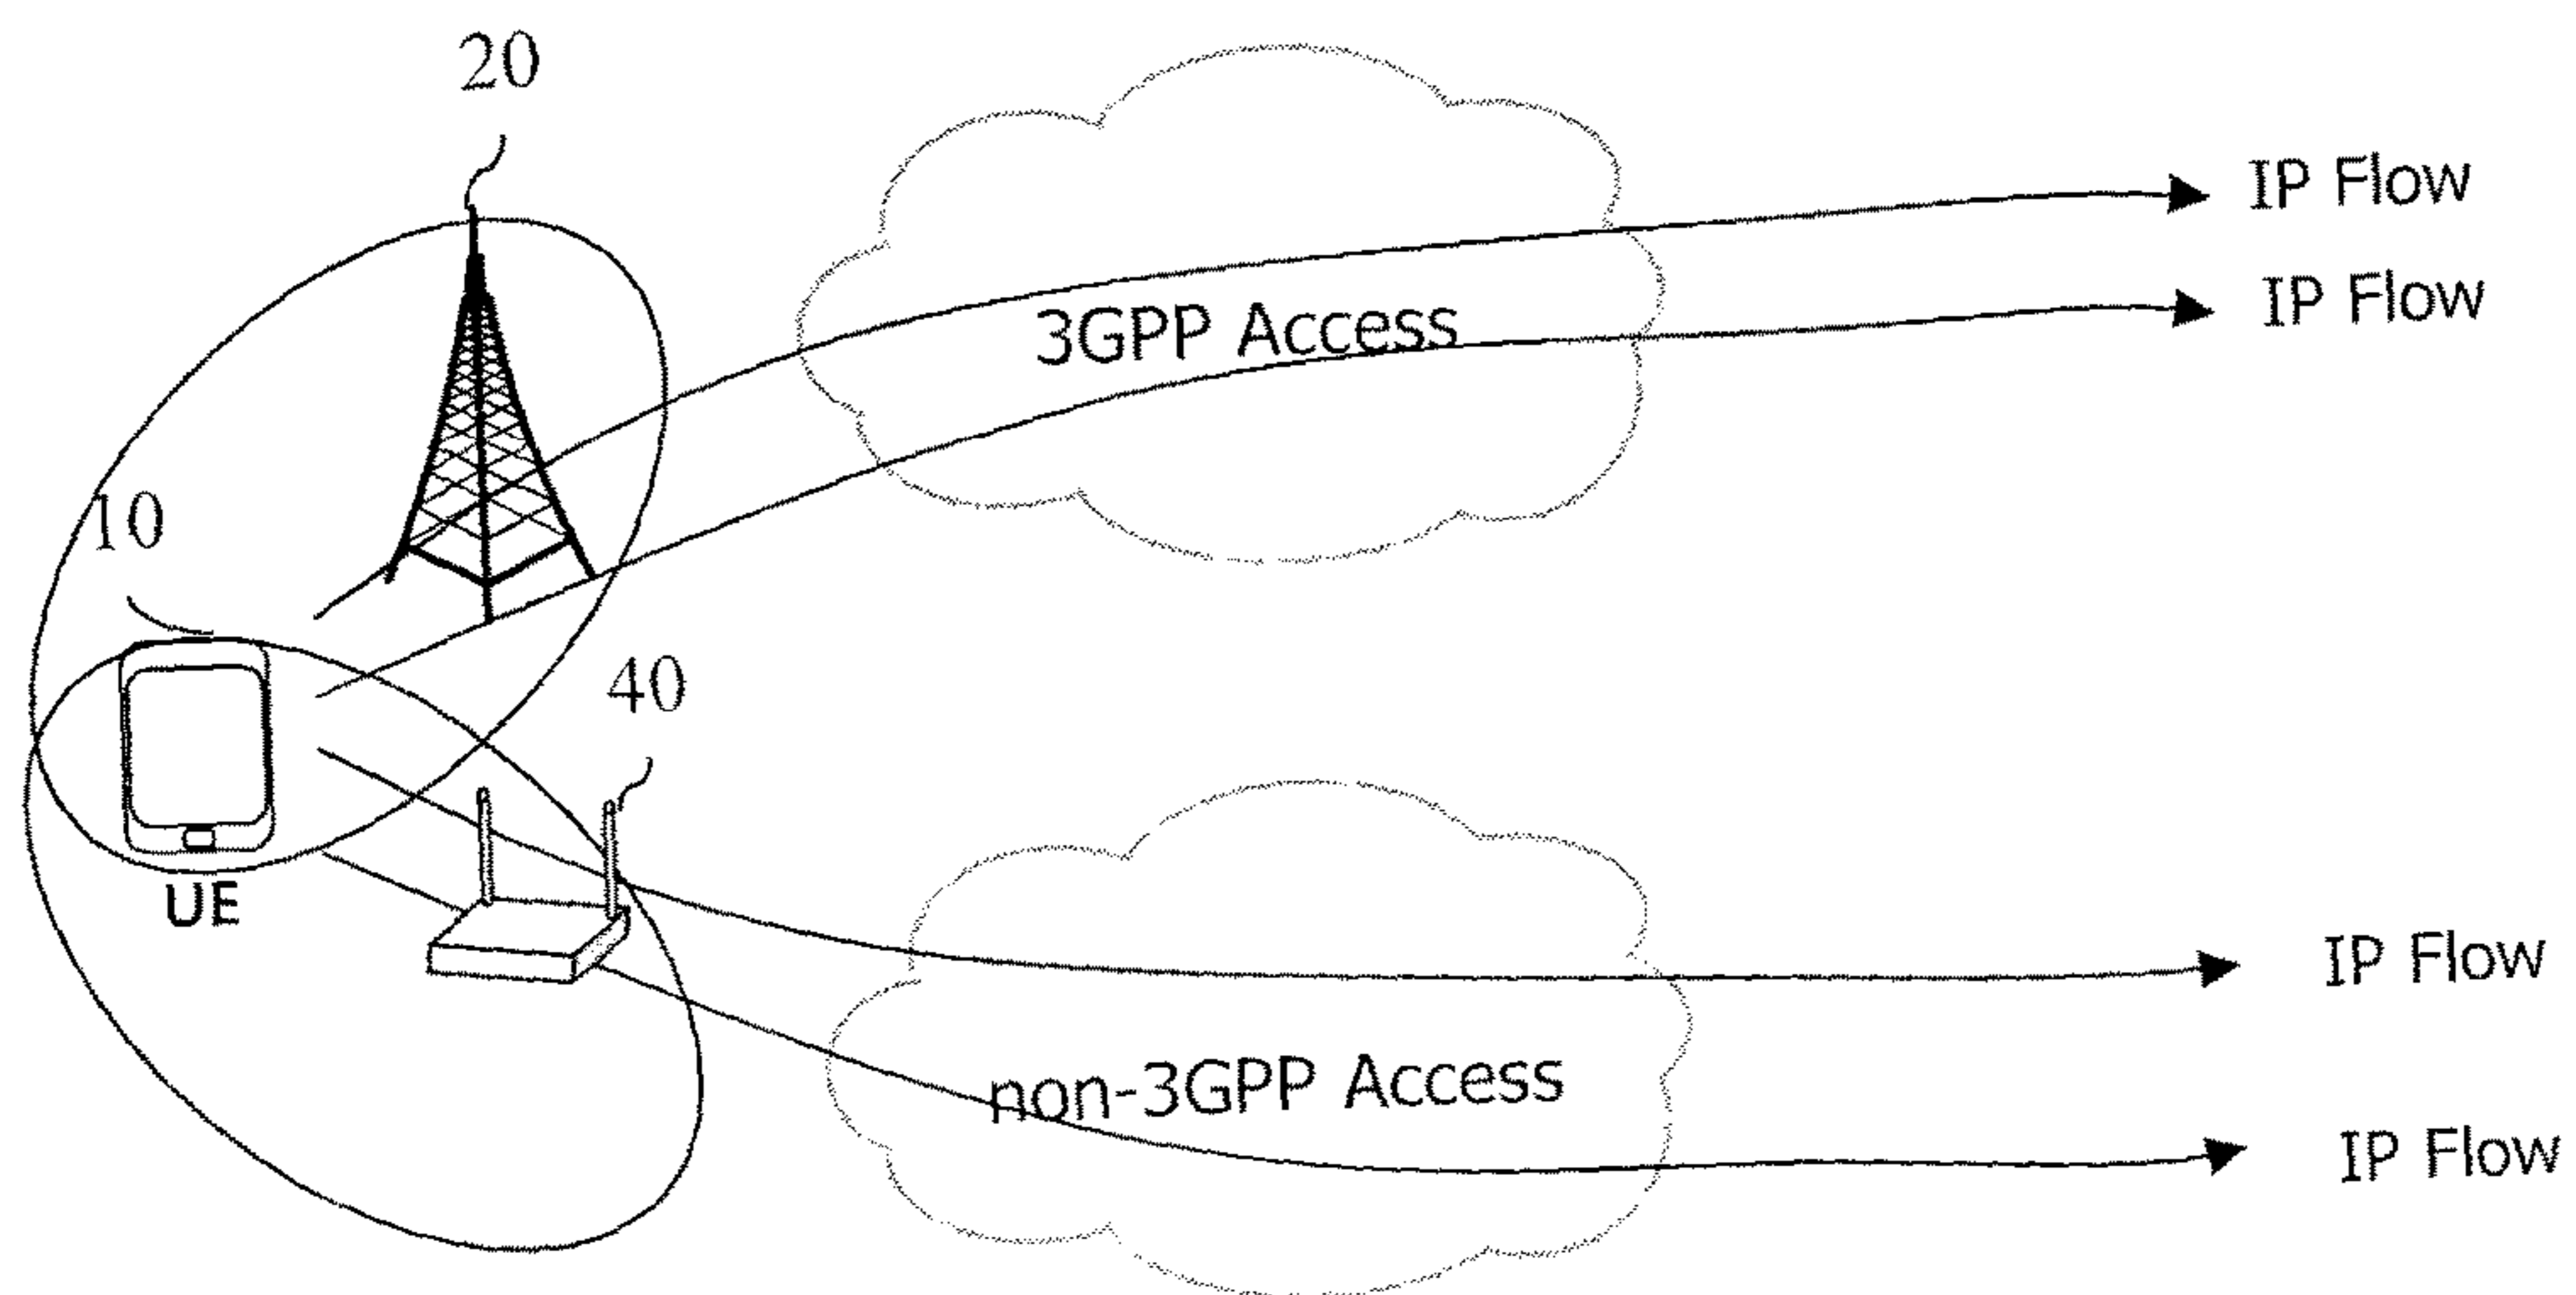 20
IP Flow
IP Flow
3GPP Access
10
40
UE
IP Flow
non-3GPP Access
IP Flow